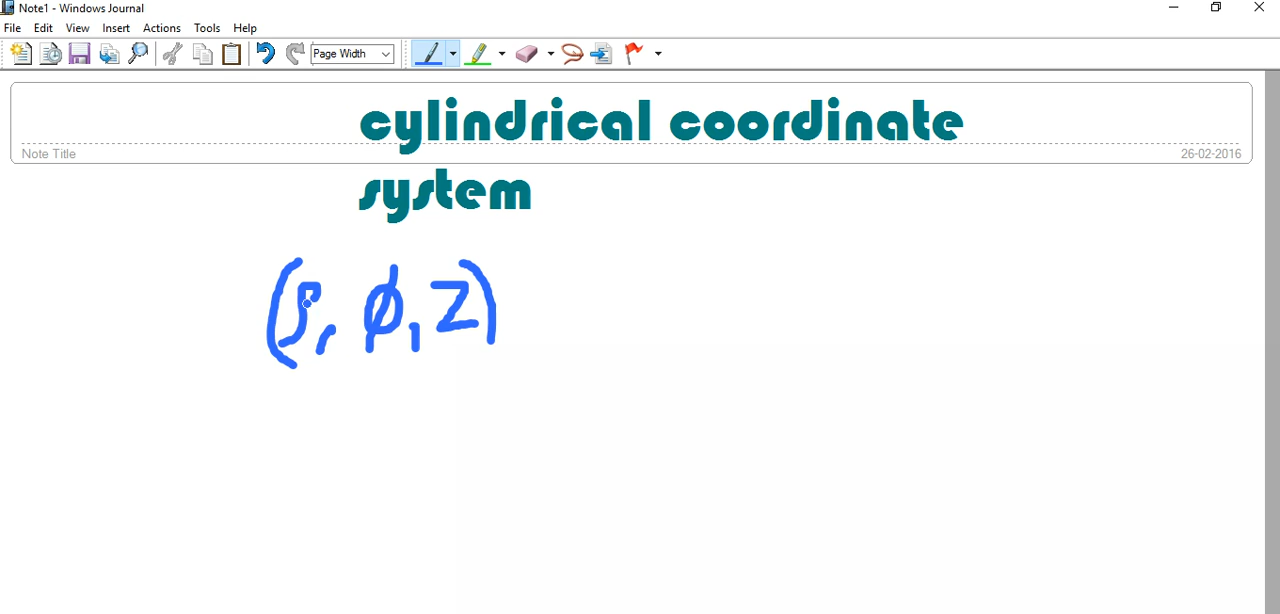 Note1 - Windows Journal
File Edit View Insert Actions Tools Help
Page Width
cylindrical coordinate
Note Title 26-02-2016
system
(ρ, φ, z)